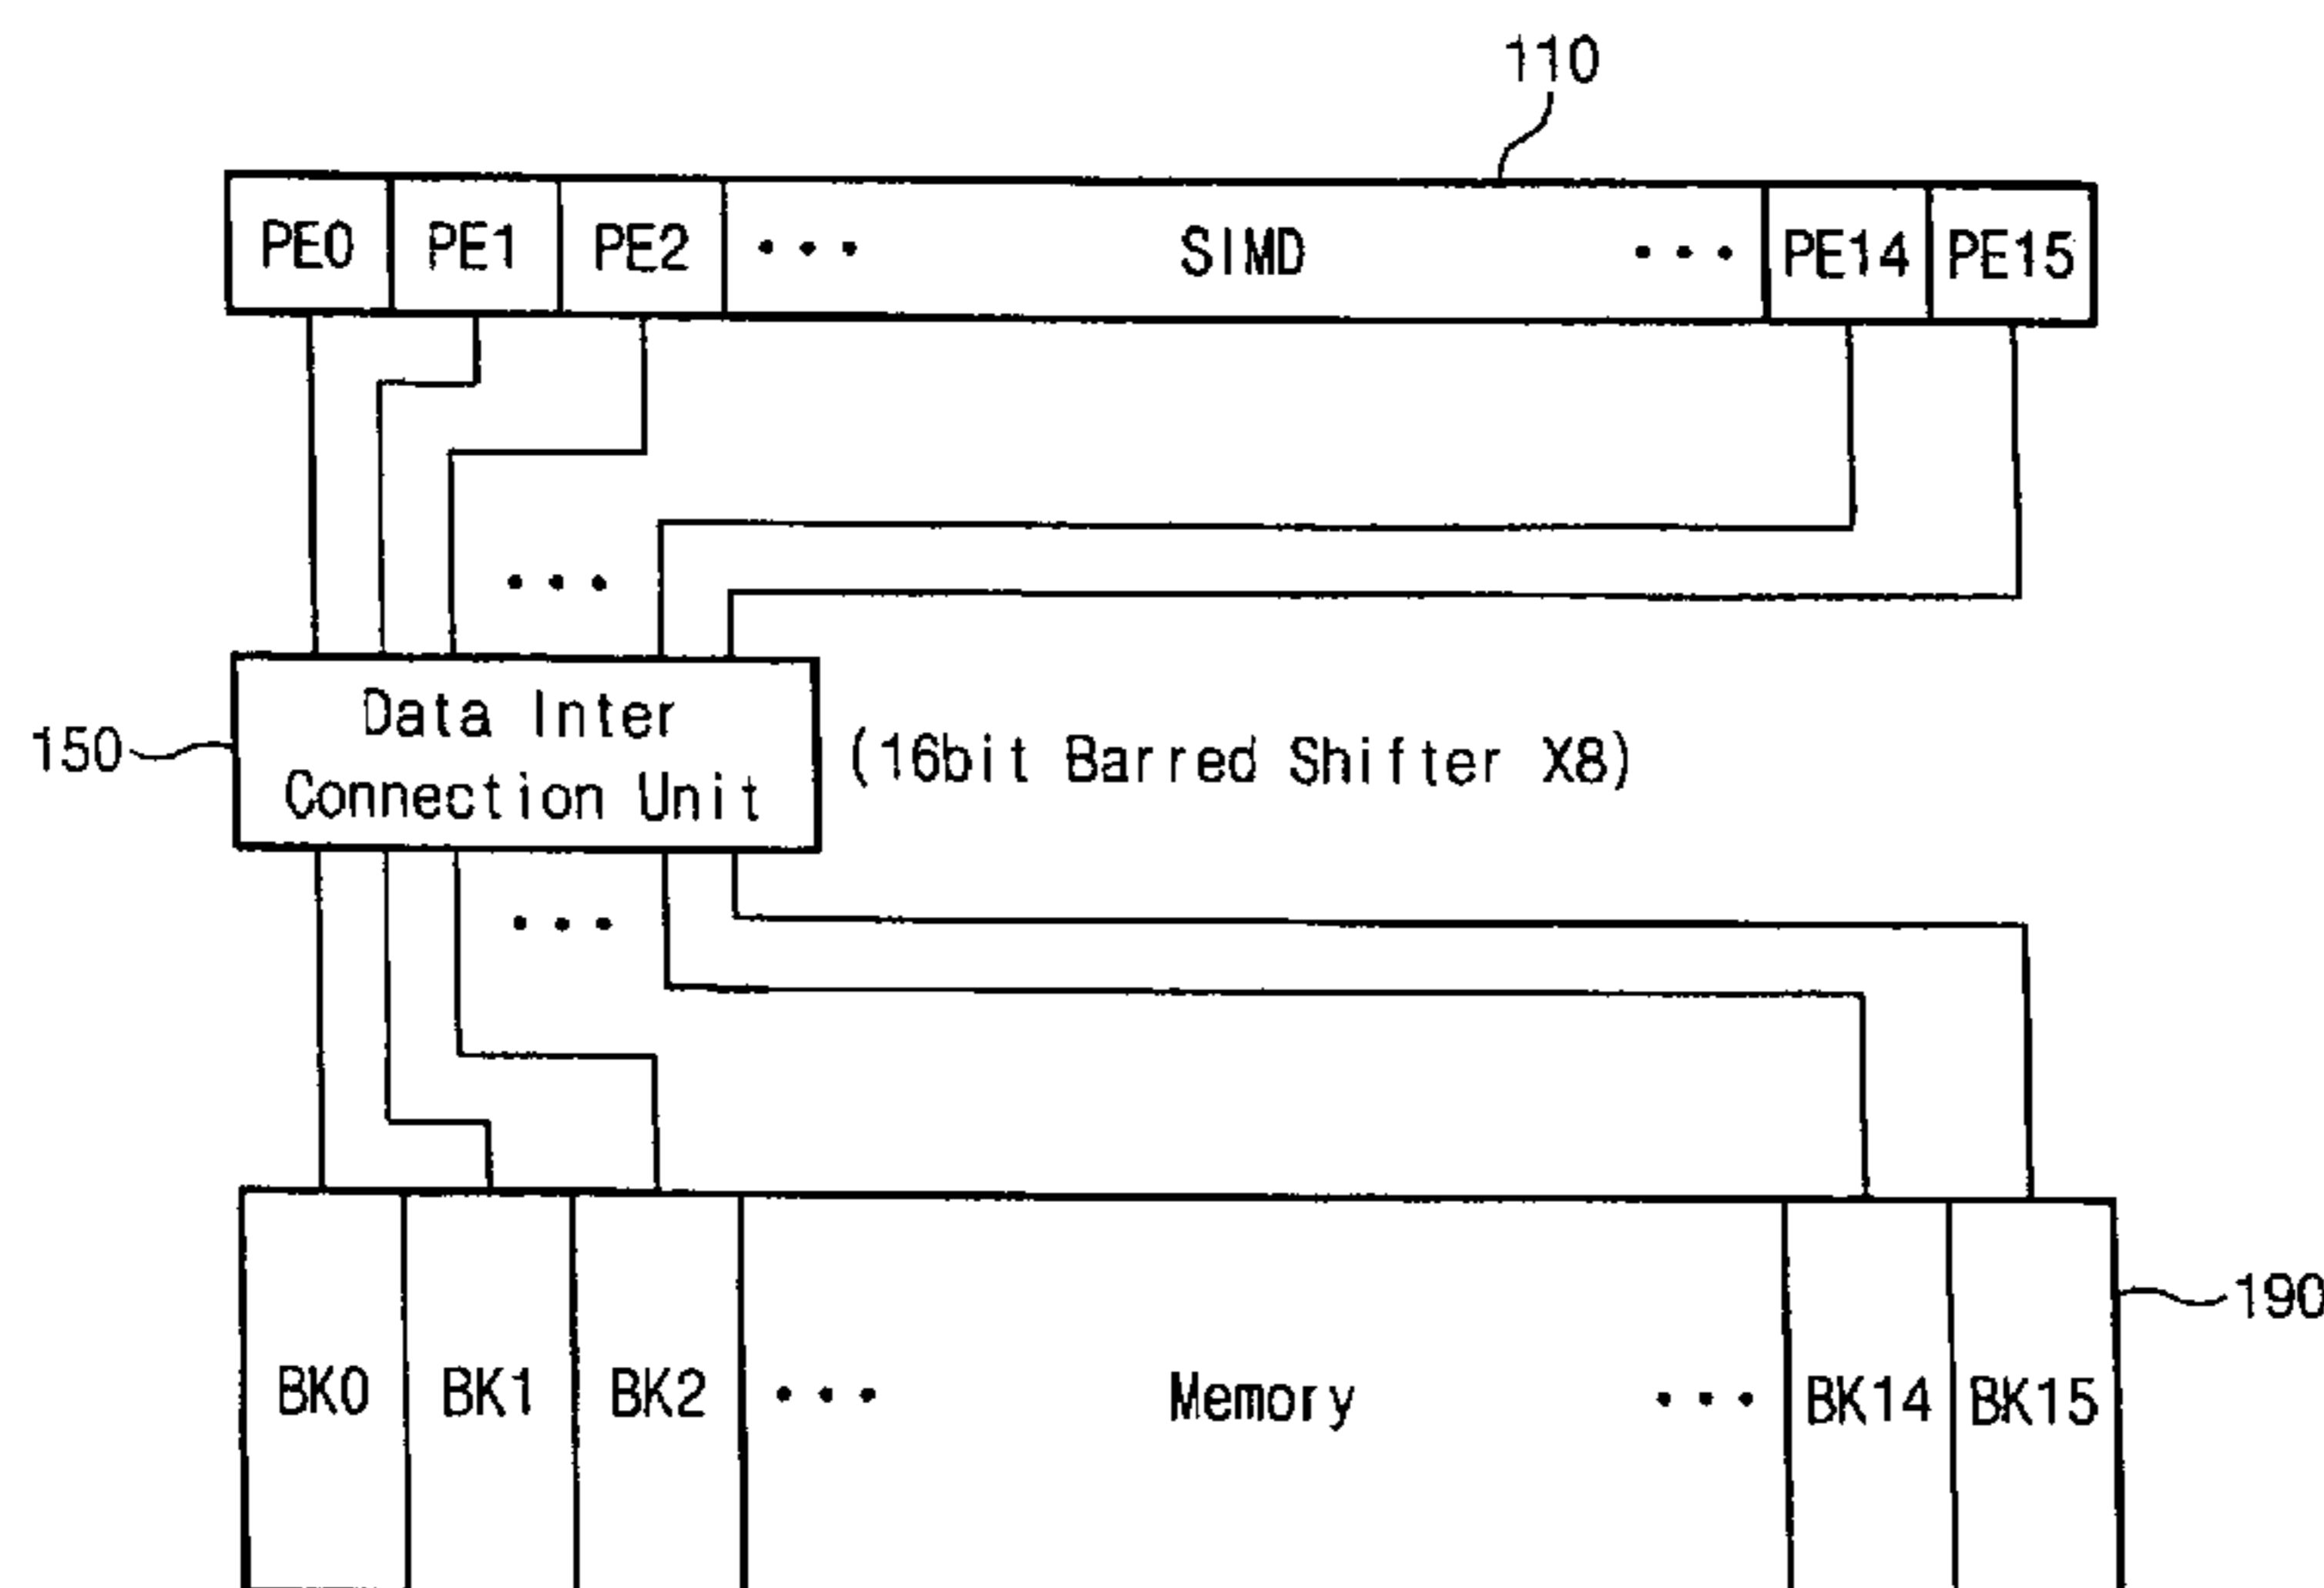 110
PE0 PE1 PE2 ••• SIMD ••• PE14 PE15
•••
Data Inter
Connection Unit
150
(16bit Barred Shifter X8)
•••
190
BK0 BK1 BK2 ••• Memory ••• BK14 BK15